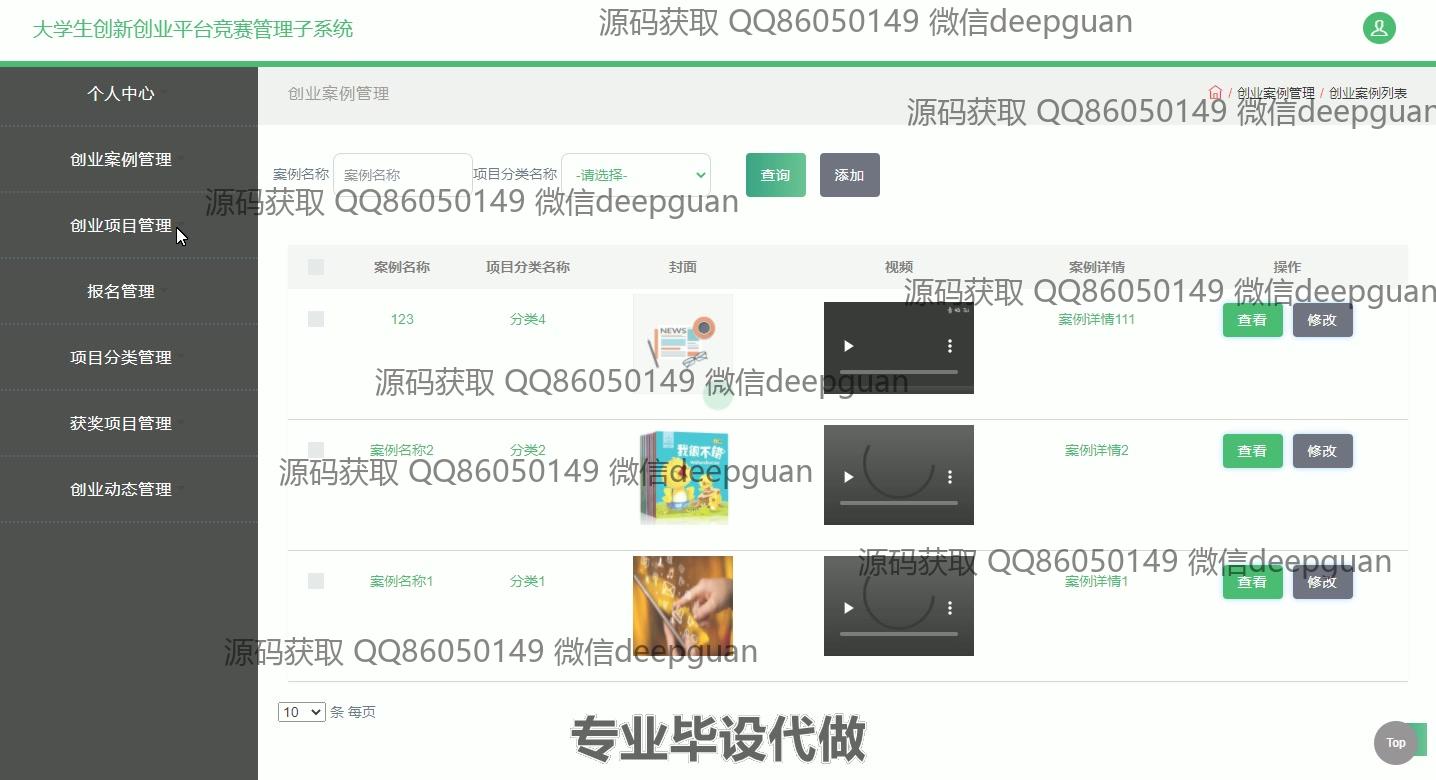 大学生创新创业平台竞赛管理子系统
源码获取 QQ86050149 微信deepguan
个人中心
创业案例管理
创业项目管理
报名管理
项目分类管理
获奖项目管理
创业动态管理
创业案例管理
/ 创业案例管理 / 创业案例列表
源码获取 QQ86050149 微信deepguan
案例名称 案例名称 项目分类名称 -请选择- 查询 添加
源码获取 QQ86050149 微信deepguan
案例名称 项目分类名称 封面 视频 案例详情 操作
源码获取 QQ86050149 微信deepguan
123 分类4 案例详情111 查看 修改
NEWS
源码获取 QQ86050149 微信deepguan
案例名称2 分类2 案例详情2 查看 修改
我很不错
源码获取 QQ86050149 微信deepguan
源码获取 QQ86050149 微信deepguan
案例名称1 分类1 案例详情1 查看 修改
源码获取 QQ86050149 微信deepguan
10 条 每页
专业毕设代做
Top